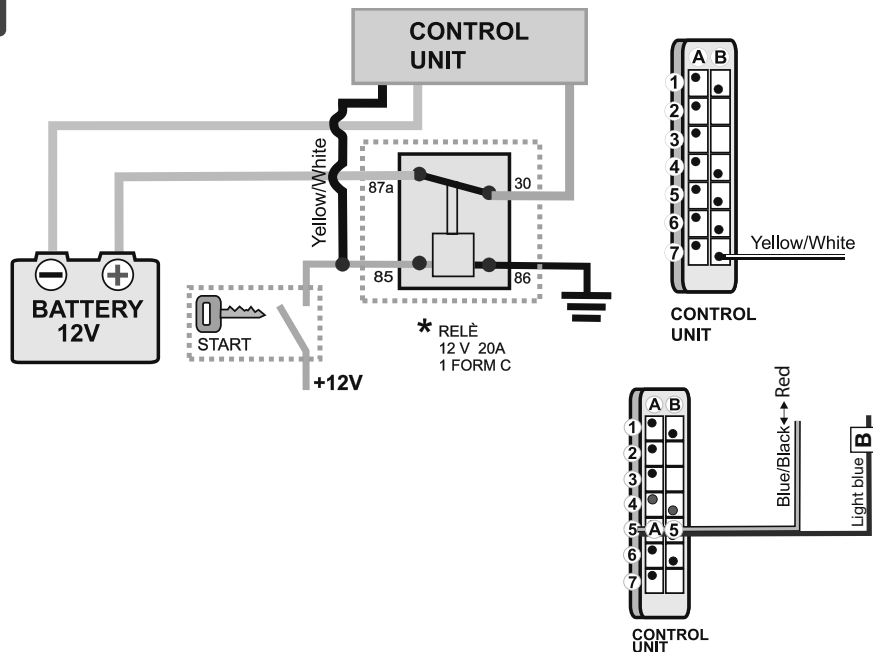 CONTROL
UNIT
Yellow/White
87a
30
85
86
BATTERY
12V
START
+12V
* RELÈ
12 V 20A
1 FORM C
A B
1
2
3
4
5
6
7
Yellow/White
CONTROL
UNIT
A B
1
2
3
4
5 A 5
6
7
Blue/Black↔Red
Light blue
B
CONTROL
UNIT